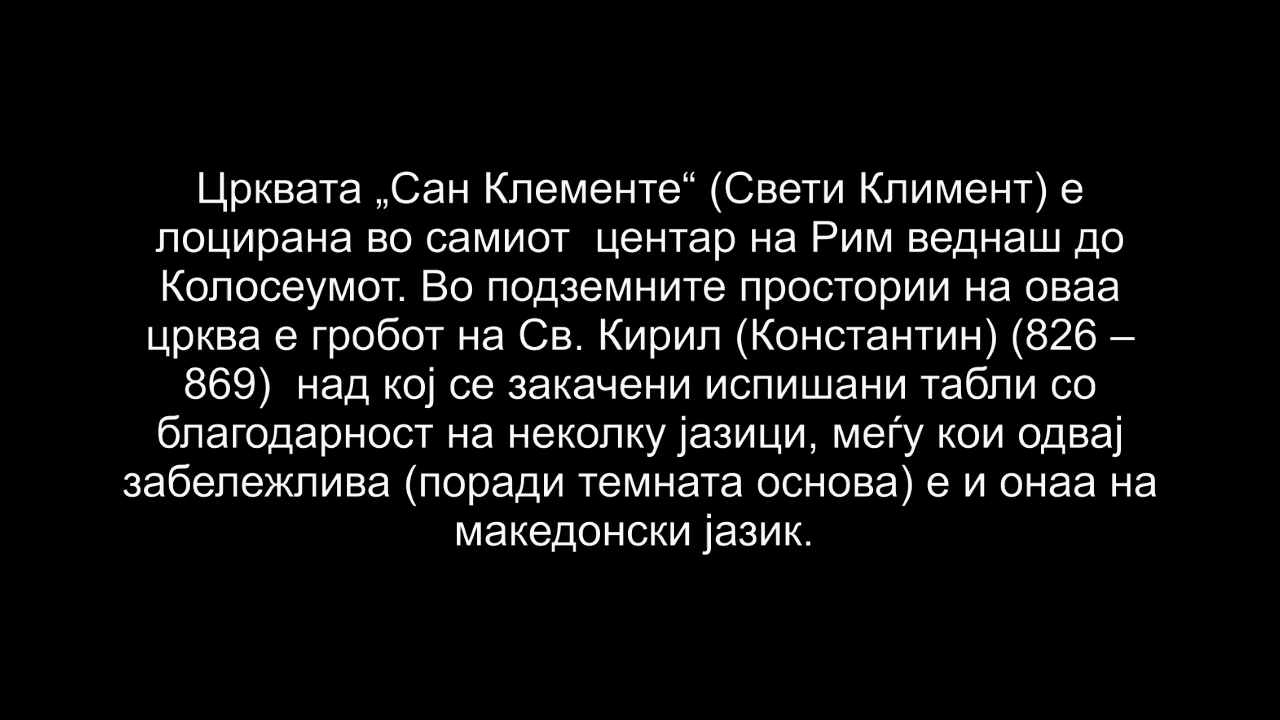 Црквата „Сан Клементе“ (Свети Климент) е
лоцирана во самиот  центар на Рим веднаш до
Колосеумот. Во подземните простории на оваа
црква е гробот на Св. Кирил (Константин) (826 –
869)  над кој се закачени испишани табли со
благодарност на неколку јазици, меѓу кои одвај
забележлива (поради темната основа) е и онаа на
македонски јазик.